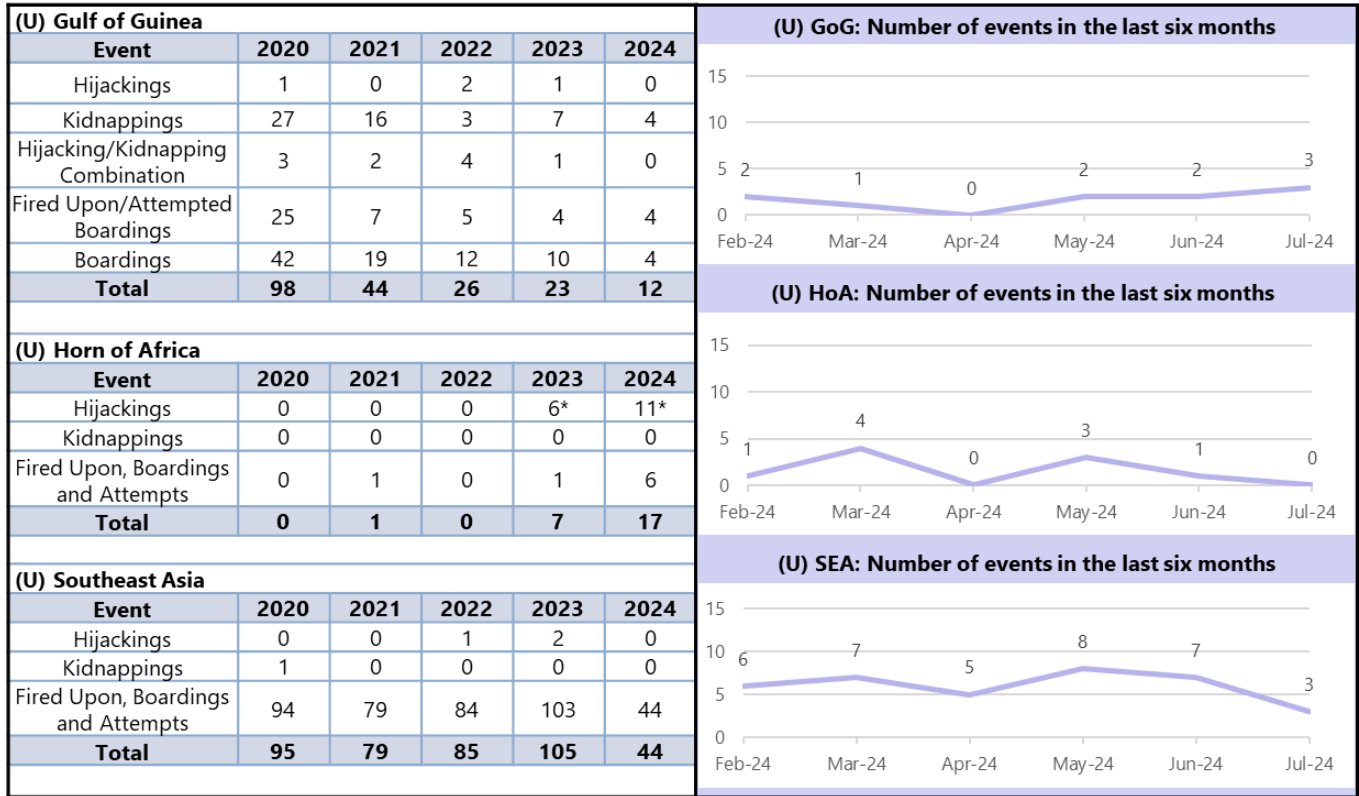 (U) Gulf of Guinea
Event 2020 2021 2022 2023 2024
Hijackings 1 0 2 1 0
Kidnappings 27 16 3 7 4
Hijacking/Kidnapping
Combination 3 2 4 1 0
Fired Upon/Attempted
Boardings 25 7 5 4 4
Boardings 42 19 12 10 4
Total 98 44 26 23 12
(U) Horn of Africa
Event 2020 2021 2022 2023 2024
Hijackings 0 0 0 6* 11*
Kidnappings 0 0 0 0 0
Fired Upon, Boardings
and Attempts 0 1 0 1 6
Total 0 1 0 7 17
(U) Southeast Asia
Event 2020 2021 2022 2023 2024
Hijackings 0 0 1 2 0
Kidnappings 1 0 0 0 0
Fired Upon, Boardings
and Attempts 94 79 84 103 44
Total 95 79 85 105 44
(U) GoG: Number of events in the last six months
15
10
5
0
2 1 0 2 2 3
Feb-24 Mar-24 Apr-24 May-24 Jun-24 Jul-24
(U) HoA: Number of events in the last six months
15
10
5
0
1 4 0 3 1 0
Feb-24 Mar-24 Apr-24 May-24 Jun-24 Jul-24
(U) SEA: Number of events in the last six months
15
10
5
0
6 7 5 8 7 3
Feb-24 Mar-24 Apr-24 May-24 Jun-24 Jul-24